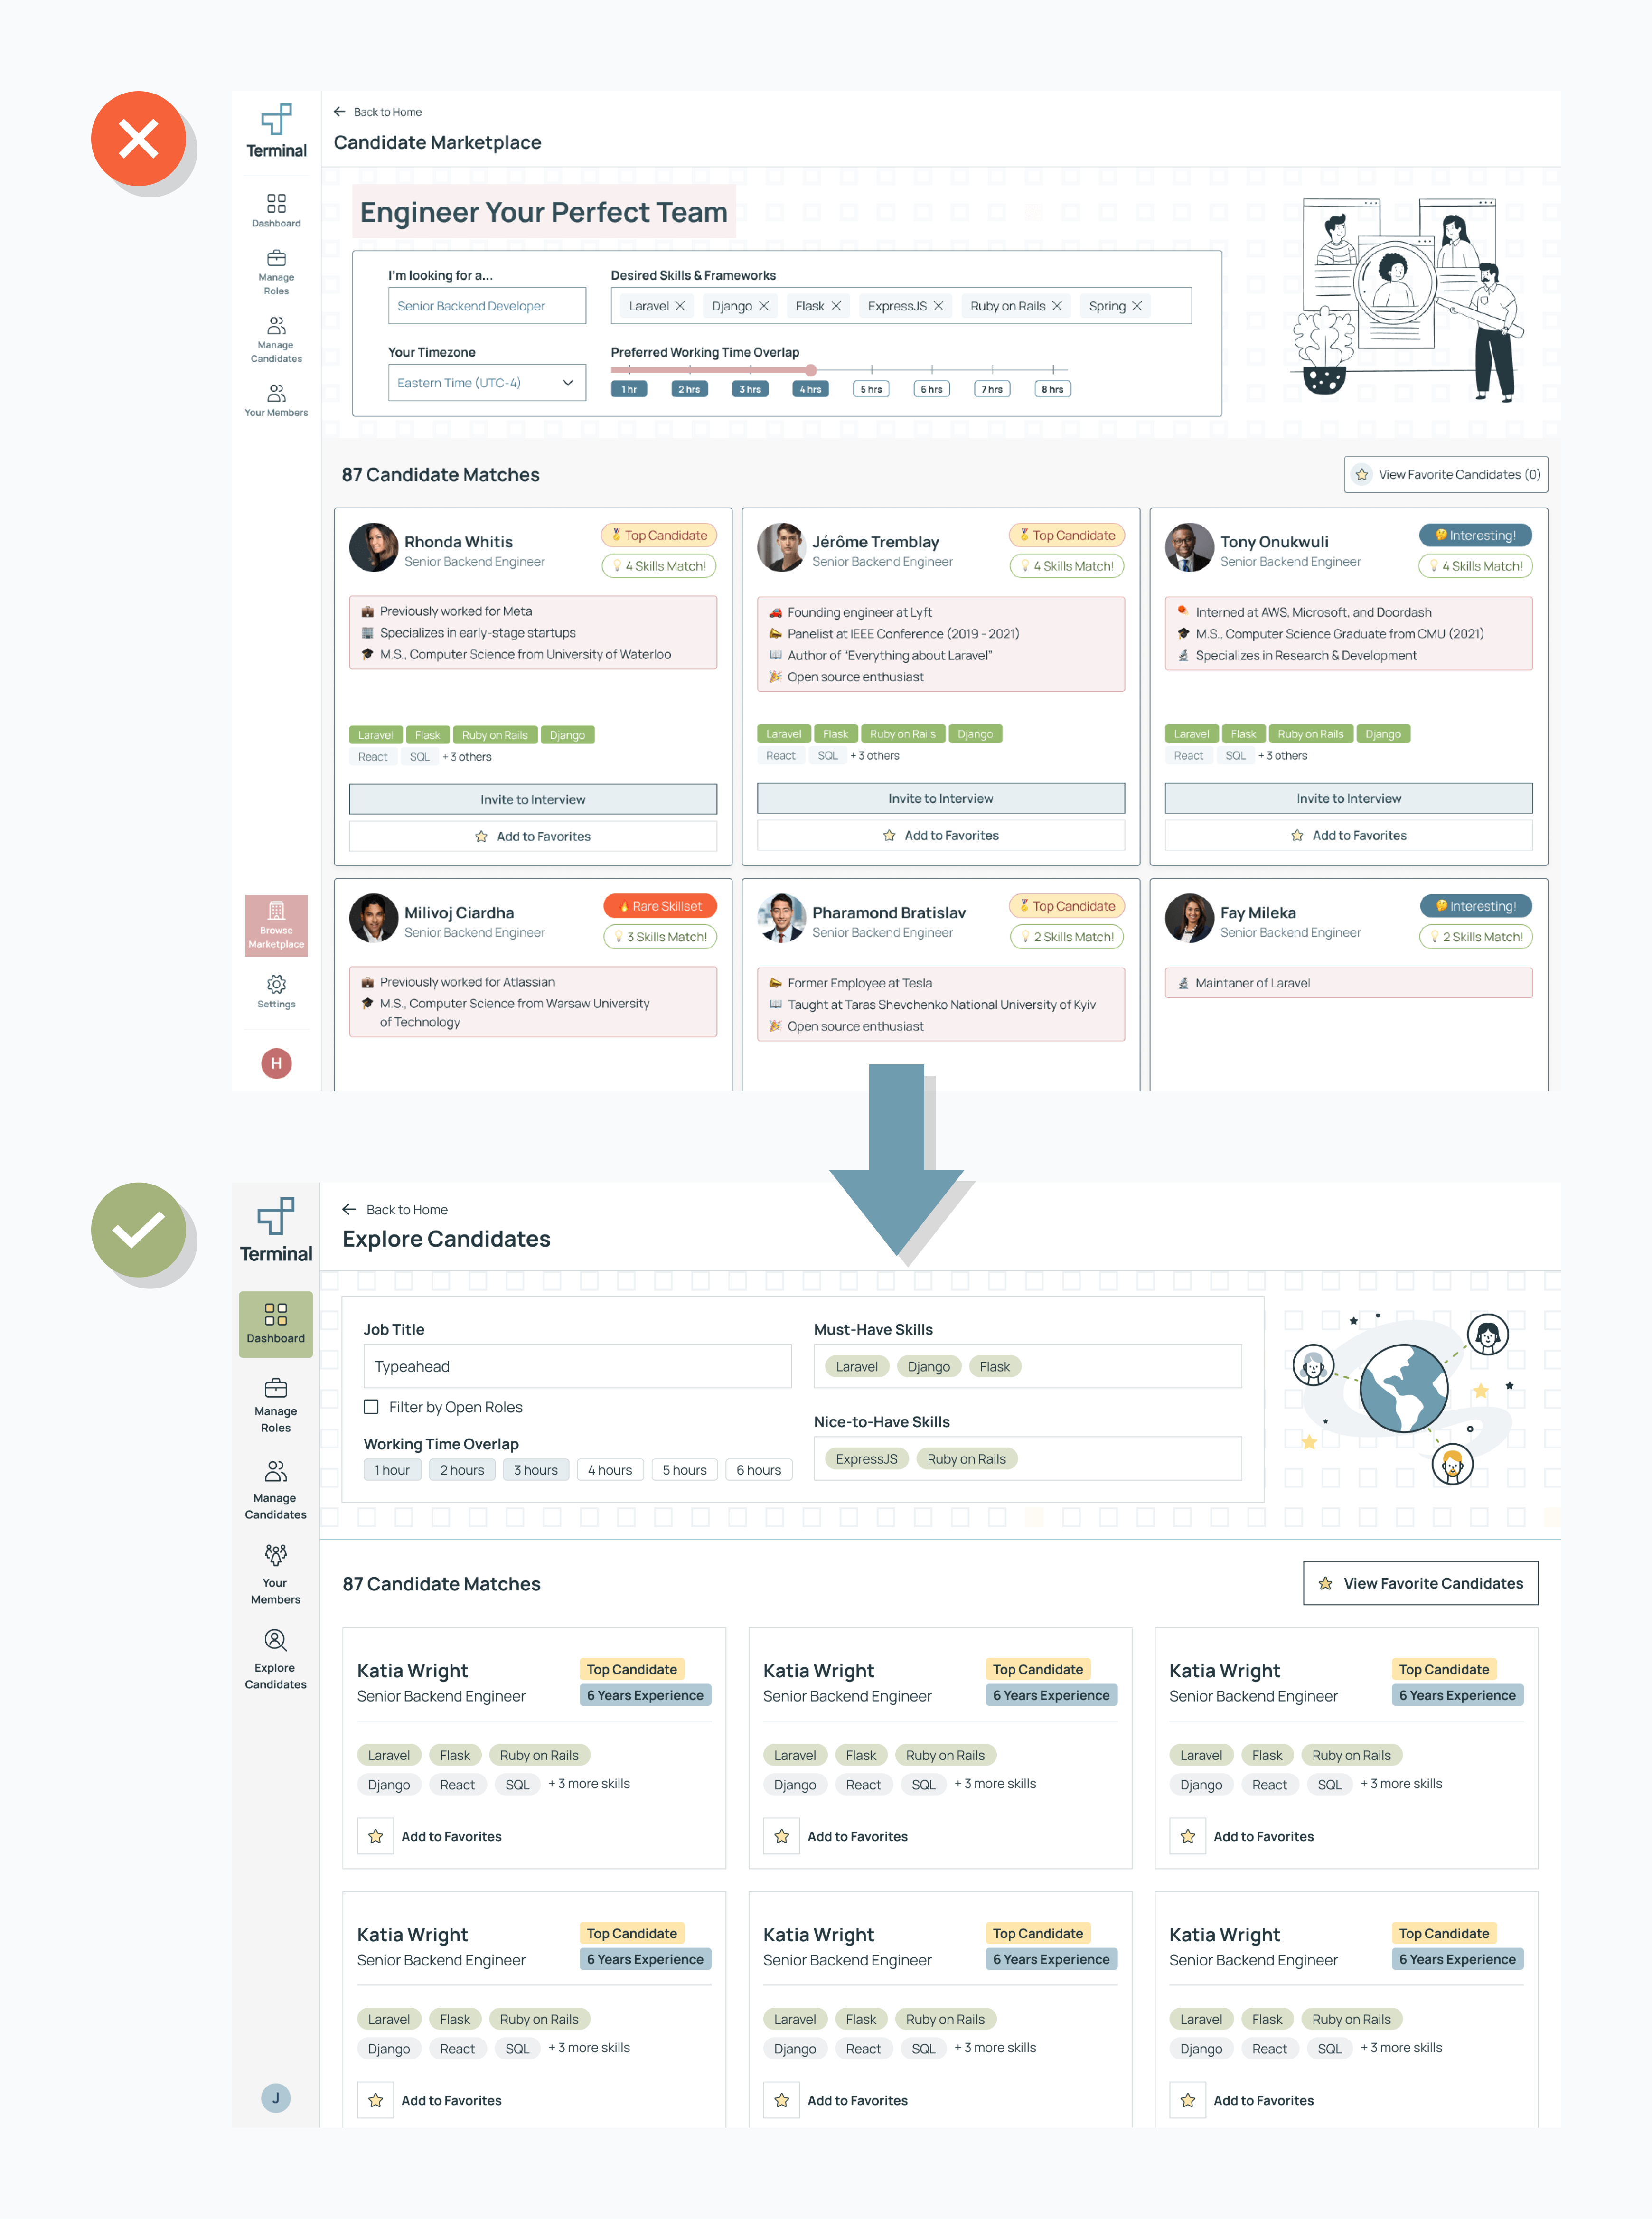 Terminal
Dashboard
Manage
Roles
Manage
Candidates
Your Members
Browse
Marketplace
Settings
H
Back to Home
Candidate Marketplace
Engineer Your Perfect Team
I'm looking for a...
Senior Backend Developer
Desired Skills & Frameworks
Laravel Django Flask ExpressJS Ruby on Rails Spring
Your Timezone
Eastern Time (UTC-4)
Preferred Working Time Overlap
1 hr 2 hrs 3 hrs 4 hrs 5 hrs 6 hrs 7 hrs 8 hrs
87 Candidate Matches
View Favorite Candidates (0)
Rhonda Whitis
Senior Backend Engineer
Top Candidate
4 Skills Match!
Previously worked for Meta
Specializes in early-stage startups
M.S., Computer Science from University of Waterloo
Laravel Flask Ruby on Rails Django
React SQL + 3 others
Invite to Interview
Add to Favorites
Jérôme Tremblay
Senior Backend Engineer
Top Candidate
4 Skills Match!
Founding engineer at Lyft
Panelist at IEEE Conference (2019 - 2021)
Author of “Everything about Laravel”
Open source enthusiast
Laravel Flask Ruby on Rails Django
React SQL + 3 others
Invite to Interview
Add to Favorites
Tony Onukwuli
Senior Backend Engineer
Interesting!
4 Skills Match!
Interned at AWS, Microsoft, and Doordash
M.S., Computer Science Graduate from CMU (2021)
Specializes in Research & Development
Laravel Flask Ruby on Rails Django
React SQL + 3 others
Invite to Interview
Add to Favorites
Milivoj Ciardha
Senior Backend Engineer
Rare Skillset
3 Skills Match!
Previously worked for Atlassian
M.S., Computer Science from Warsaw University
of Technology
Pharamond Bratislav
Senior Backend Engineer
Top Candidate
2 Skills Match!
Former Employee at Tesla
Taught at Taras Shevchenko National University of Kyiv
Open source enthusiast
Fay Mileka
Senior Backend Engineer
Interesting!
2 Skills Match!
Maintaner of Laravel
Terminal
Dashboard
Manage
Roles
Manage
Candidates
Your
Members
Explore
Candidates
J
Back to Home
Explore Candidates
Job Title
Typeahead
Filter by Open Roles
Working Time Overlap
1 hour 2 hours 3 hours 4 hours 5 hours 6 hours
Must-Have Skills
Laravel Django Flask
Nice-to-Have Skills
ExpressJS Ruby on Rails
87 Candidate Matches
View Favorite Candidates
Katia Wright
Senior Backend Engineer
Top Candidate
6 Years Experience
Laravel Flask Ruby on Rails
Django React SQL + 3 more skills
Add to Favorites
Katia Wright
Senior Backend Engineer
Top Candidate
6 Years Experience
Laravel Flask Ruby on Rails
Django React SQL + 3 more skills
Add to Favorites
Katia Wright
Senior Backend Engineer
Top Candidate
6 Years Experience
Laravel Flask Ruby on Rails
Django React SQL + 3 more skills
Add to Favorites
Katia Wright
Senior Backend Engineer
Top Candidate
6 Years Experience
Laravel Flask Ruby on Rails
Django React SQL + 3 more skills
Add to Favorites
Katia Wright
Senior Backend Engineer
Top Candidate
6 Years Experience
Laravel Flask Ruby on Rails
Django React SQL + 3 more skills
Add to Favorites
Katia Wright
Senior Backend Engineer
Top Candidate
6 Years Experience
Laravel Flask Ruby on Rails
Django React SQL + 3 more skills
Add to Favorites